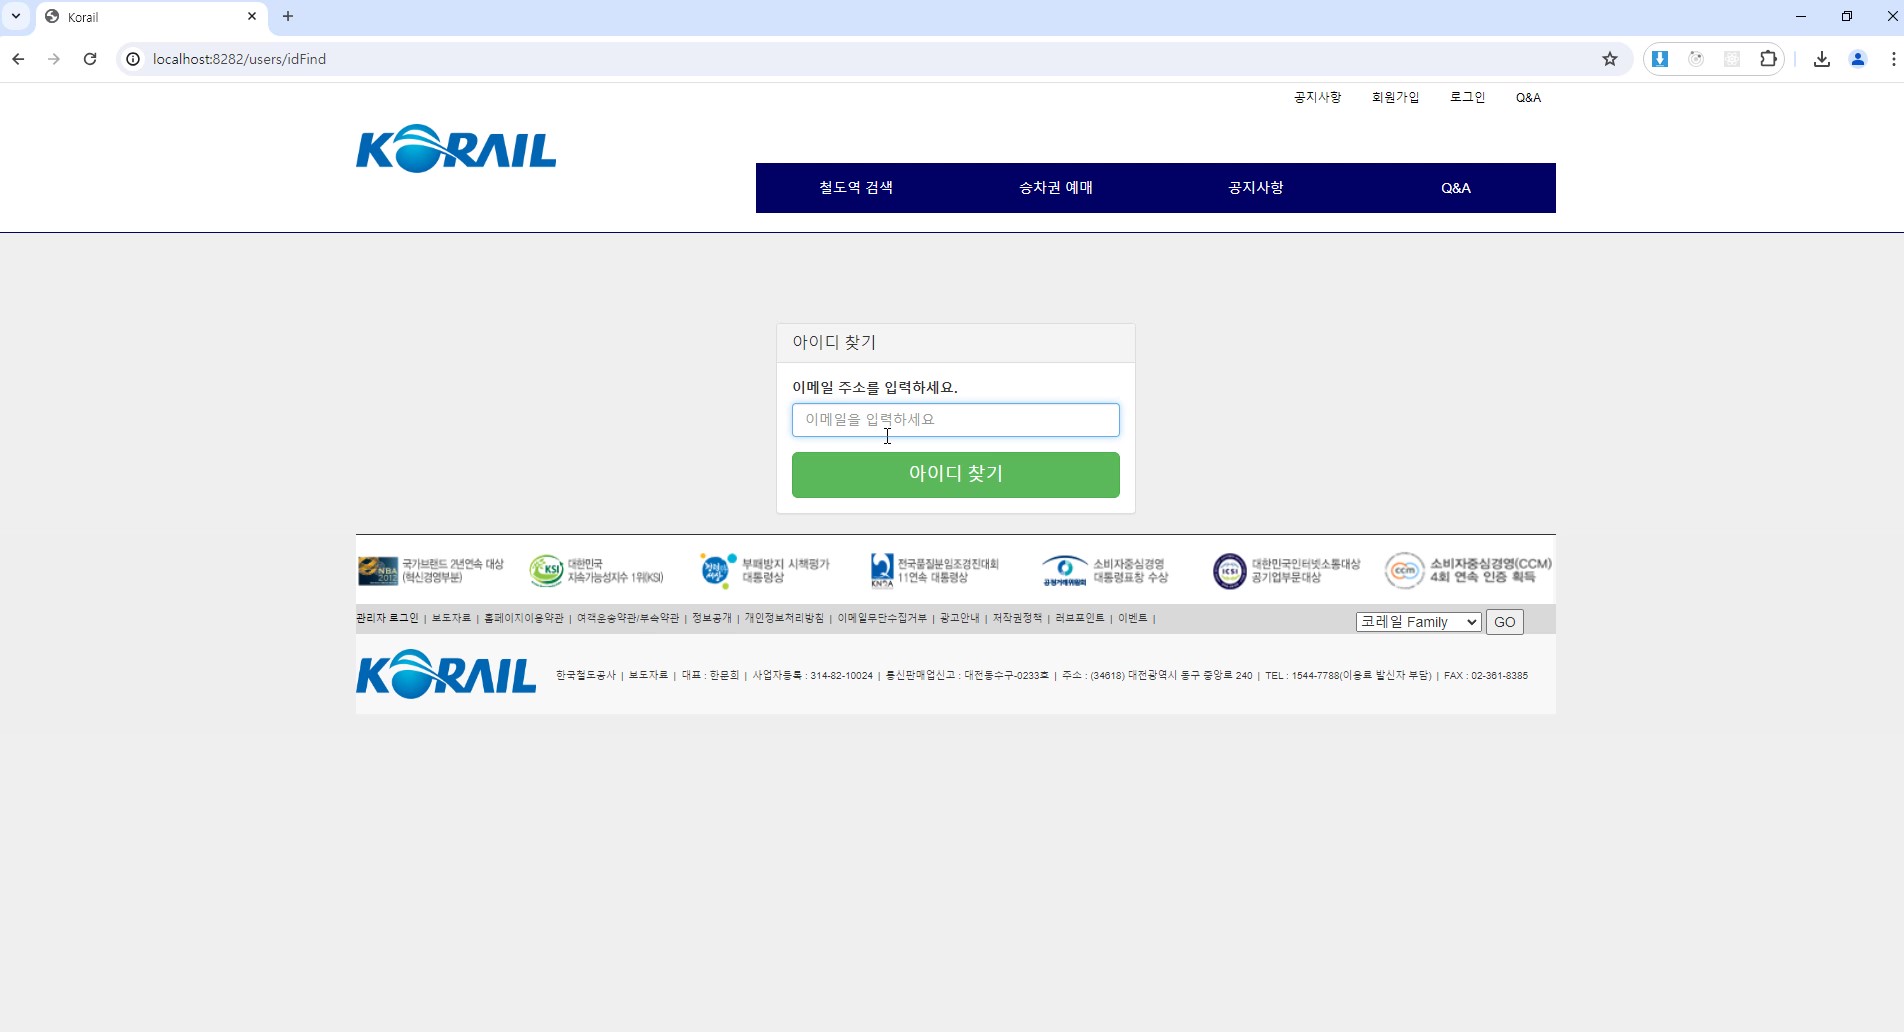 Korail
localhost:8282/users/idFind
공지사항 회원가입 로그인 Q&A
KORAIL
철도역 검색 승차권 예매 공지사항 Q&A
아이디 찾기
이메일 주소를 입력하세요.
이메일을 입력하세요
아이디 찾기
NBA 2012 국가브랜드 2년연속 대상 (혁신경영부분)
KSI 대한민국 지속가능성지수 1위(KSI)
부패방지 시책평가 대통령상
전국품질분임조경진대회 11연속 대통령상
공정거래위원회 소비자중심경영 대통령표창 수상
ICSI 대한민국인터넷소통대상 공기업부문대상
ccm 소비자중심경영(CCM) 4회 연속 인증 획득
관리자 로그인 | 보도자료 | 홈페이지이용약관 | 여객운송약관/부속약관 | 정보공개 | 개인정보처리방침 | 이메일무단수집거부 | 광고안내 | 저작권정책 | 러브포인트 | 이벤트 |
코레일 Family GO
KORAIL
한국철도공사 | 보도자료 | 대표 : 한문희 | 사업자등록 : 314-82-10024 | 통신판매업신고 : 대전동수구-0233호 | 주소 : (34618) 대전광역시 동구 중앙로 240 | TEL : 1544-7788(이용료 발신자 부담) | FAX : 02-361-8385